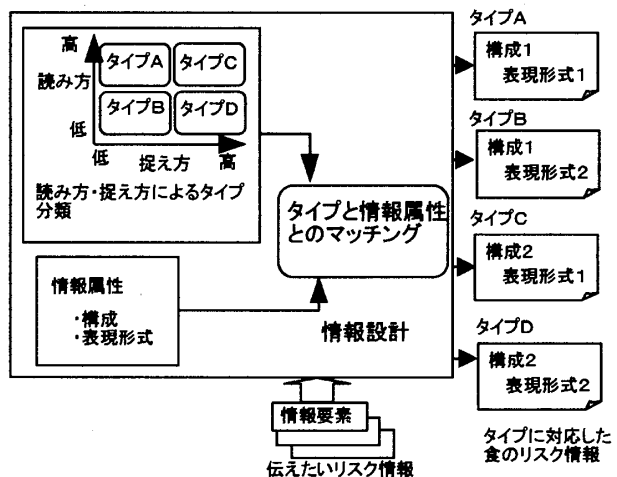 高
読み方
低
タイプA
タイプC
タイプB
タイプD
低
捉え方
高
読み方・捉え方によるタイプ
分類
タイプと情報属性
とのマッチング
情報属性
・構成
・表現形式
情報設計
情報要素
伝えたいリスク情報
タイプA
構成1
表現形式1
タイプB
構成1
表現形式2
タイプC
構成2
表現形式1
タイプD
構成2
表現形式2
タイプに対応した
食のリスク情報